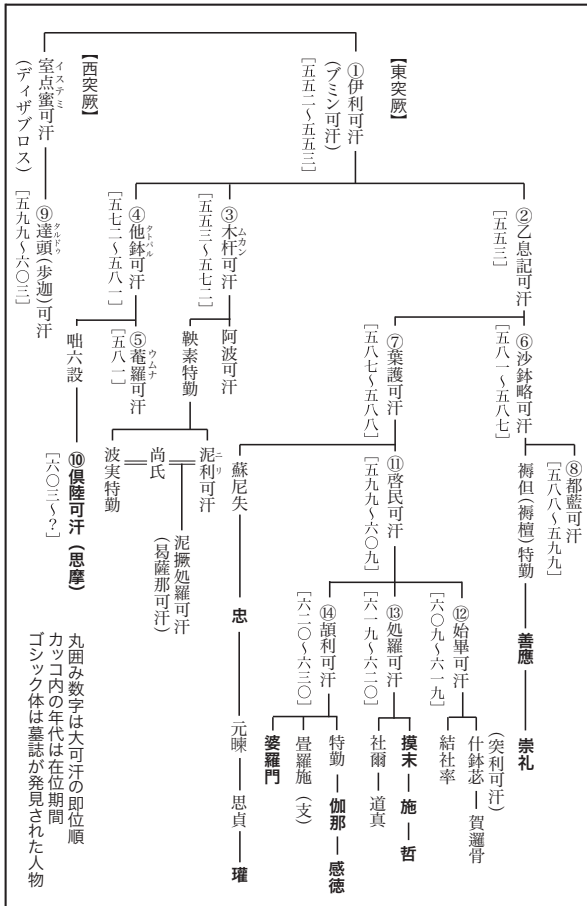 【東突厥】
①伊利可汗
(ブミン可汗)
[五五二〜五五三]
【西突厥】
イステミ
室点蜜可汗
(ディザブロス)
②乙息記可汗
[五五三]
ムカン
③木杆可汗
[五五三〜五七二]
タトパル
④他鉢可汗
[五七二〜五八一]
タルドゥ
⑨達頭(歩迦)可汗
[五九九〜六〇三]
⑥沙鉢略可汗
[五八一〜五八七]
⑦葉護可汗
[五八七〜五八八]
阿波可汗
鞅素特勤
ウムナ
⑤菴羅可汗
[五八一]
咄六設
⑧都藍可汗
[五八八〜五九九]
褥但(褥檀)特勤
⑪啓民可汗
[五九九〜六〇九]
蘇尼失
ニリ
泥利可汗
尚氏
波実特勤
⑩倶陸可汗(思摩)
[六〇三〜?]
善應
崇礼
⑫始畢可汗
[六〇九〜六一九]
⑬処羅可汗
[六一九〜六二〇]
⑭頡利可汗
[六二〇〜六三〇]
忠
泥撅処羅可汗
(曷薩那可汗)
(突利可汗)
什鉢苾
賀邏骨
結社率
摸末
施
哲
社爾
道真
特勤
伽那
感徳
畳羅施(支)
婆羅門
元暕
思貞
瓘
丸囲み数字は大可汗の即位順
カッコ内の年代は在位期間
ゴシック体は墓誌が発見された人物